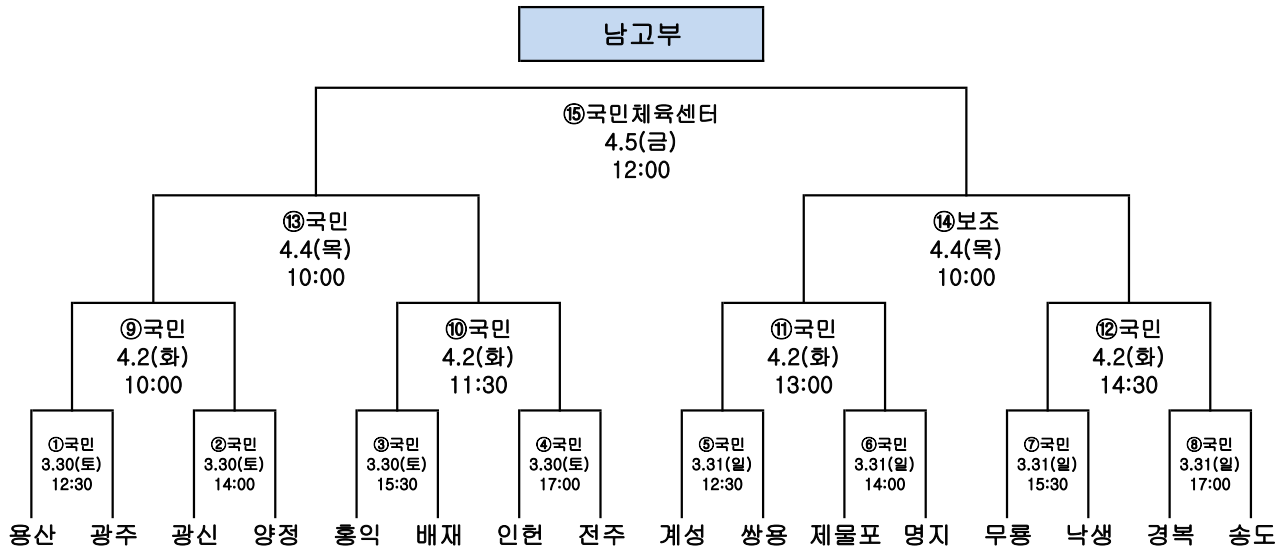 남고부
⑮국민체육센터
4.5(금)
12:00
⑬국민
4.4(목)
10:00
⑭보조
4.4(목)
10:00
⑨국민
4.2(화)
10:00
⑩국민
4.2(화)
11:30
⑪국민
4.2(화)
13:00
⑫국민
4.2(화)
14:30
①국민
3.30(토)
12:30
②국민
3.30(토)
14:00
③국민
3.30(토)
15:30
④국민
3.30(토)
17:00
⑤국민
3.31(일)
12:30
⑥국민
3.31(일)
14:00
⑦국민
3.31(일)
15:30
⑧국민
3.31(일)
17:00
용산 광주 광신 양정 홍익 배재 인헌 전주 계성 쌍용 제물포 명지 무룡 낙생 경복 송도